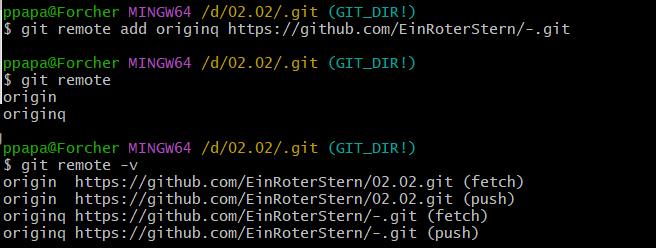 ppapa@Forcher MINGW64 /d/02.02/.git (GIT_DIR!)
$ git remote add originq https://github.com/EinRoterStern/-.git
ppapa@Forcher MINGW64 /d/02.02/.git (GIT_DIR!)
$ git remote
origin
originq
ppapa@Forcher MINGW64 /d/02.02/.git (GIT_DIR!)
$ git remote -v
origin  https://github.com/EinRoterStern/02.02.git (fetch)
origin  https://github.com/EinRoterStern/02.02.git (push)
originq https://github.com/EinRoterStern/-.git (fetch)
originq https://github.com/EinRoterStern/-.git (push)